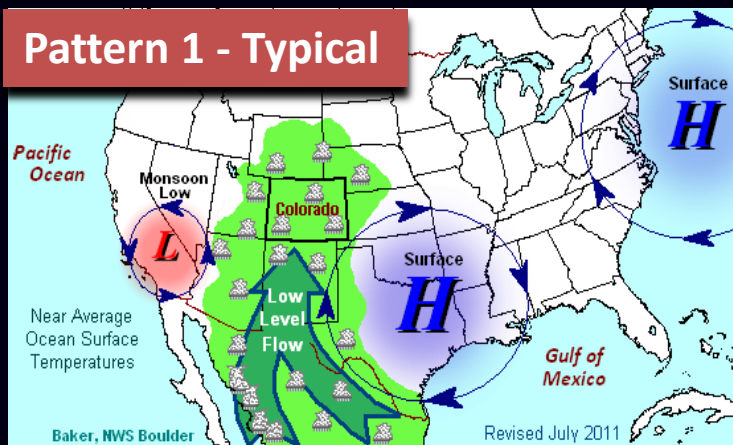 Pattern 1 - Typical
Surface
H
Pacific
Ocean
Monsoon
Low
L
Colorado
Surface
H
Low
Level
Flow
Near Average
Ocean Surface
Temperatures
Gulf of
Mexico
Baker, NWS Boulder
Revised July 2011